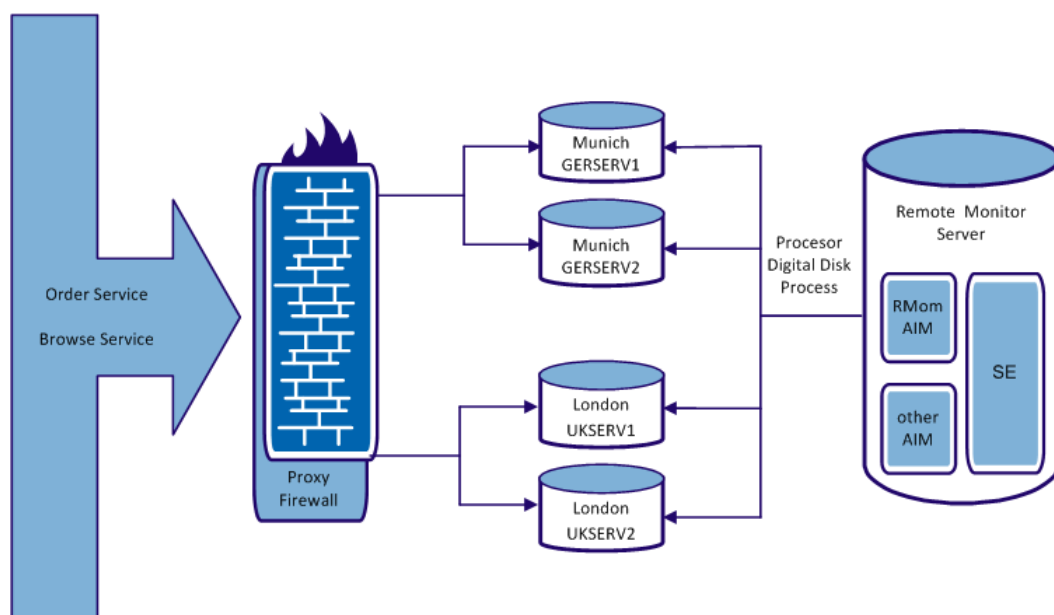 Order Service
Browse Service
Proxy
Firewall
Munich
GERSERV1
Munich
GERSERV2
London
UKSERV1
London
UKSERV2
Procesor
Digital Disk
Process
Remote Monitor
Server
RMom
AIM
other
AIM
SE